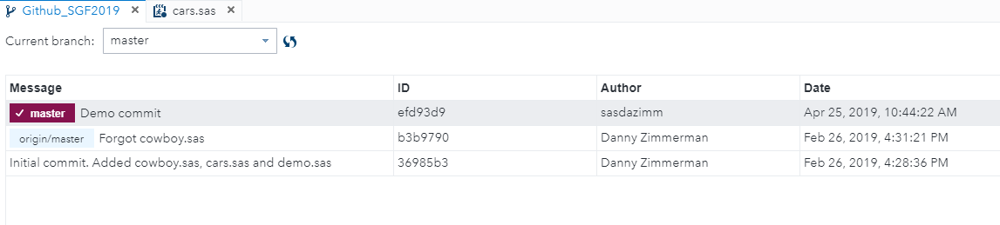 Github_SGF2019 × cars.sas ×
Current branch: master
Message ID Author Date
✓ master Demo commit efd93d9 sasdazimm Apr 25, 2019, 10:44:22 AM
origin/master Forgot cowboy.sas b3b9790 Danny Zimmerman Feb 26, 2019, 4:31:21 PM
Initial commit. Added cowboy.sas, cars.sas and demo.sas 36985b3 Danny Zimmerman Feb 26, 2019, 4:28:36 PM